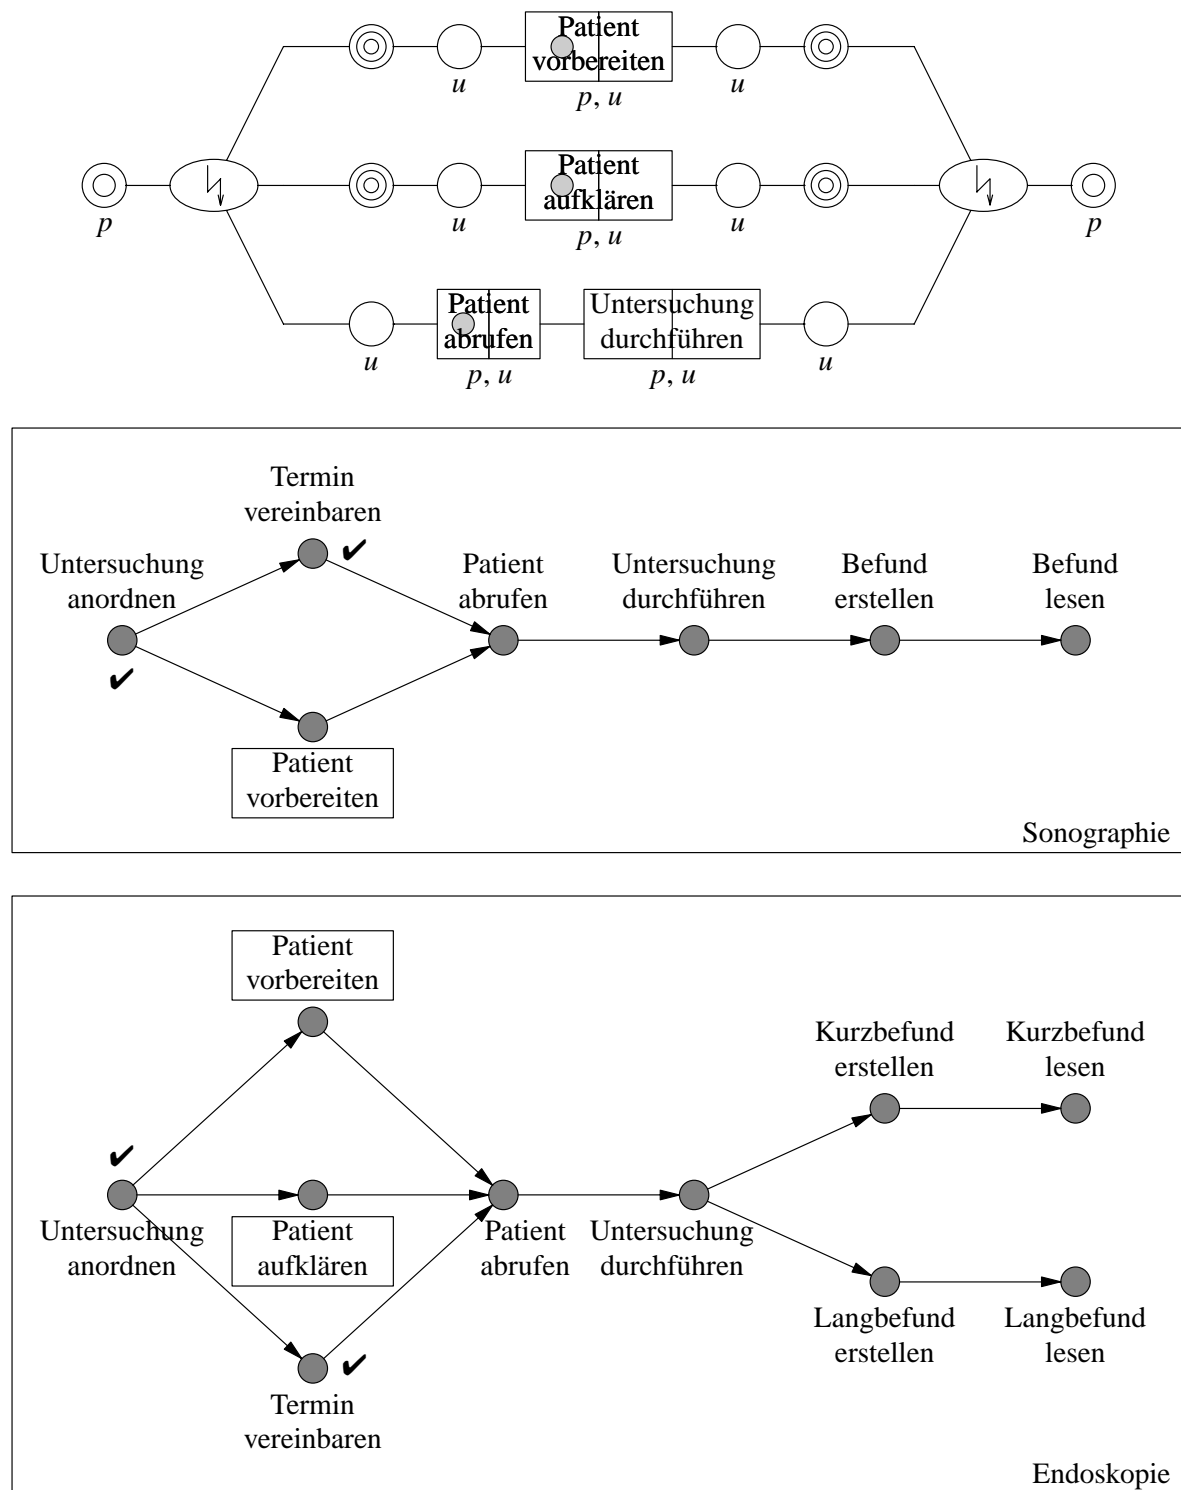 Patient
vorbereiten
u
p, u
u
Patient
aufklären
p
u
p, u
u
p
Patient
abrufen
Untersuchung
durchführen
u
p, u
p, u
u
Termin
vereinbaren
Untersuchung
anordnen
Patient
abrufen
Untersuchung
durchführen
Befund
erstellen
Befund
lesen
Patient
vorbereiten
Sonographie
Patient
vorbereiten
Kurzbefund
erstellen
Kurzbefund
lesen
Untersuchung
anordnen
Patient
aufklären
Patient
abrufen
Untersuchung
durchführen
Langbefund
erstellen
Langbefund
lesen
Termin
vereinbaren
Endoskopie